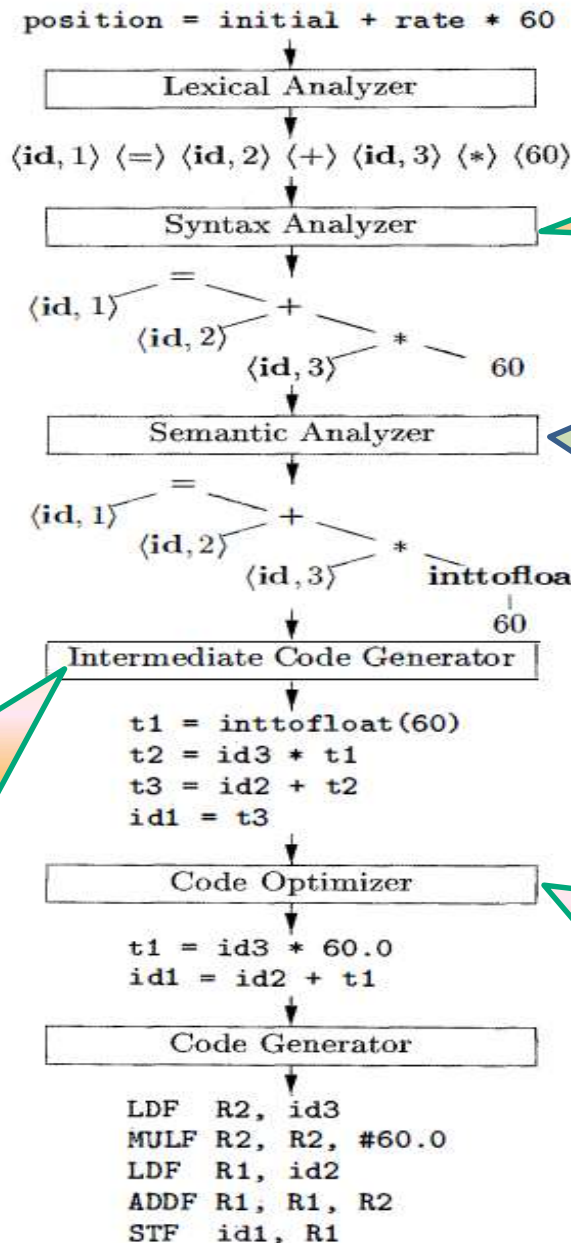 position = initial + rate * 60
Lexical Analyzer
⟨id, 1⟩ ⟨=⟩ ⟨id, 2⟩ ⟨+⟩ ⟨id, 3⟩ ⟨*⟩ ⟨60⟩
Syntax Analyzer
=
⟨id, 1⟩ +
⟨id, 2⟩ *
⟨id, 3⟩ 60
Semantic Analyzer
=
⟨id, 1⟩ +
⟨id, 2⟩ *
⟨id, 3⟩ inttofloat
60
Intermediate Code Generator
t1 = inttofloat(60)
t2 = id3 * t1
t3 = id2 + t2
id1 = t3
Code Optimizer
t1 = id3 * 60.0
id1 = id2 + t1
Code Generator
LDF R2, id3
MULF R2, R2, #60.0
LDF R1, id2
ADDF R1, R1, R2
STF id1, R1